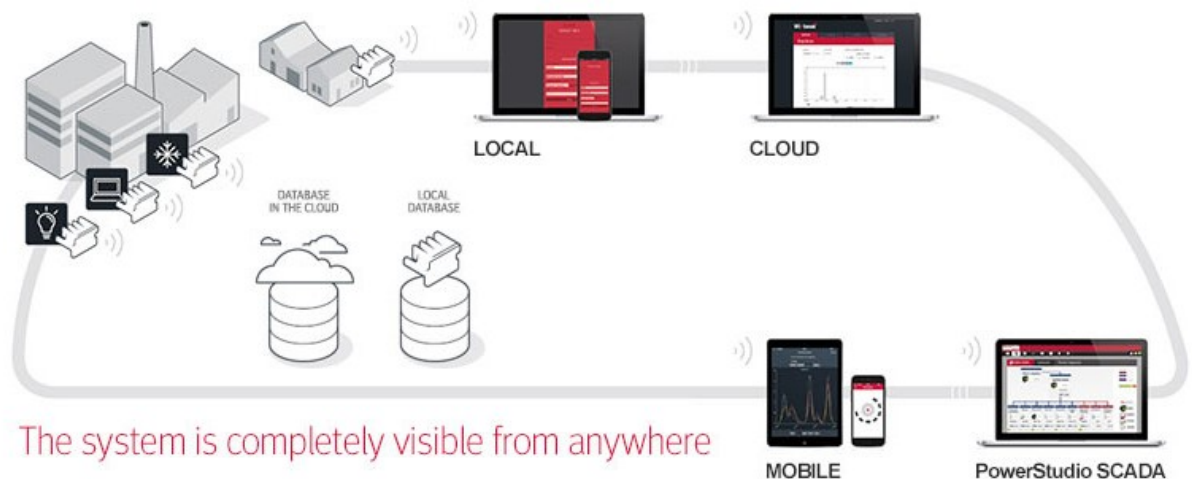 LOCAL
CLOUD
DATABASE
IN THE CLOUD
LOCAL
DATABASE
The system is completely visible from anywhere
MOBILE
PowerStudio SCADA